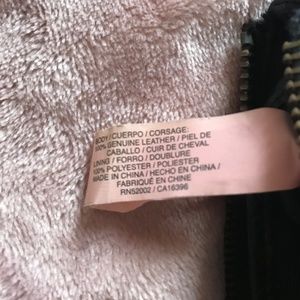 BODY / CUERPO / CORSAGE:
100% GENUINE LEATHER / PIEL DE
CABALLO / CUIR DE CHEVAL
LINING / FORRO / DOUBLURE
100% POLYESTER / POLIESTER
MADE IN CHINA / HECHO EN CHINA /
FABRIQUÉ EN CHINE
RN52002 / CA16396